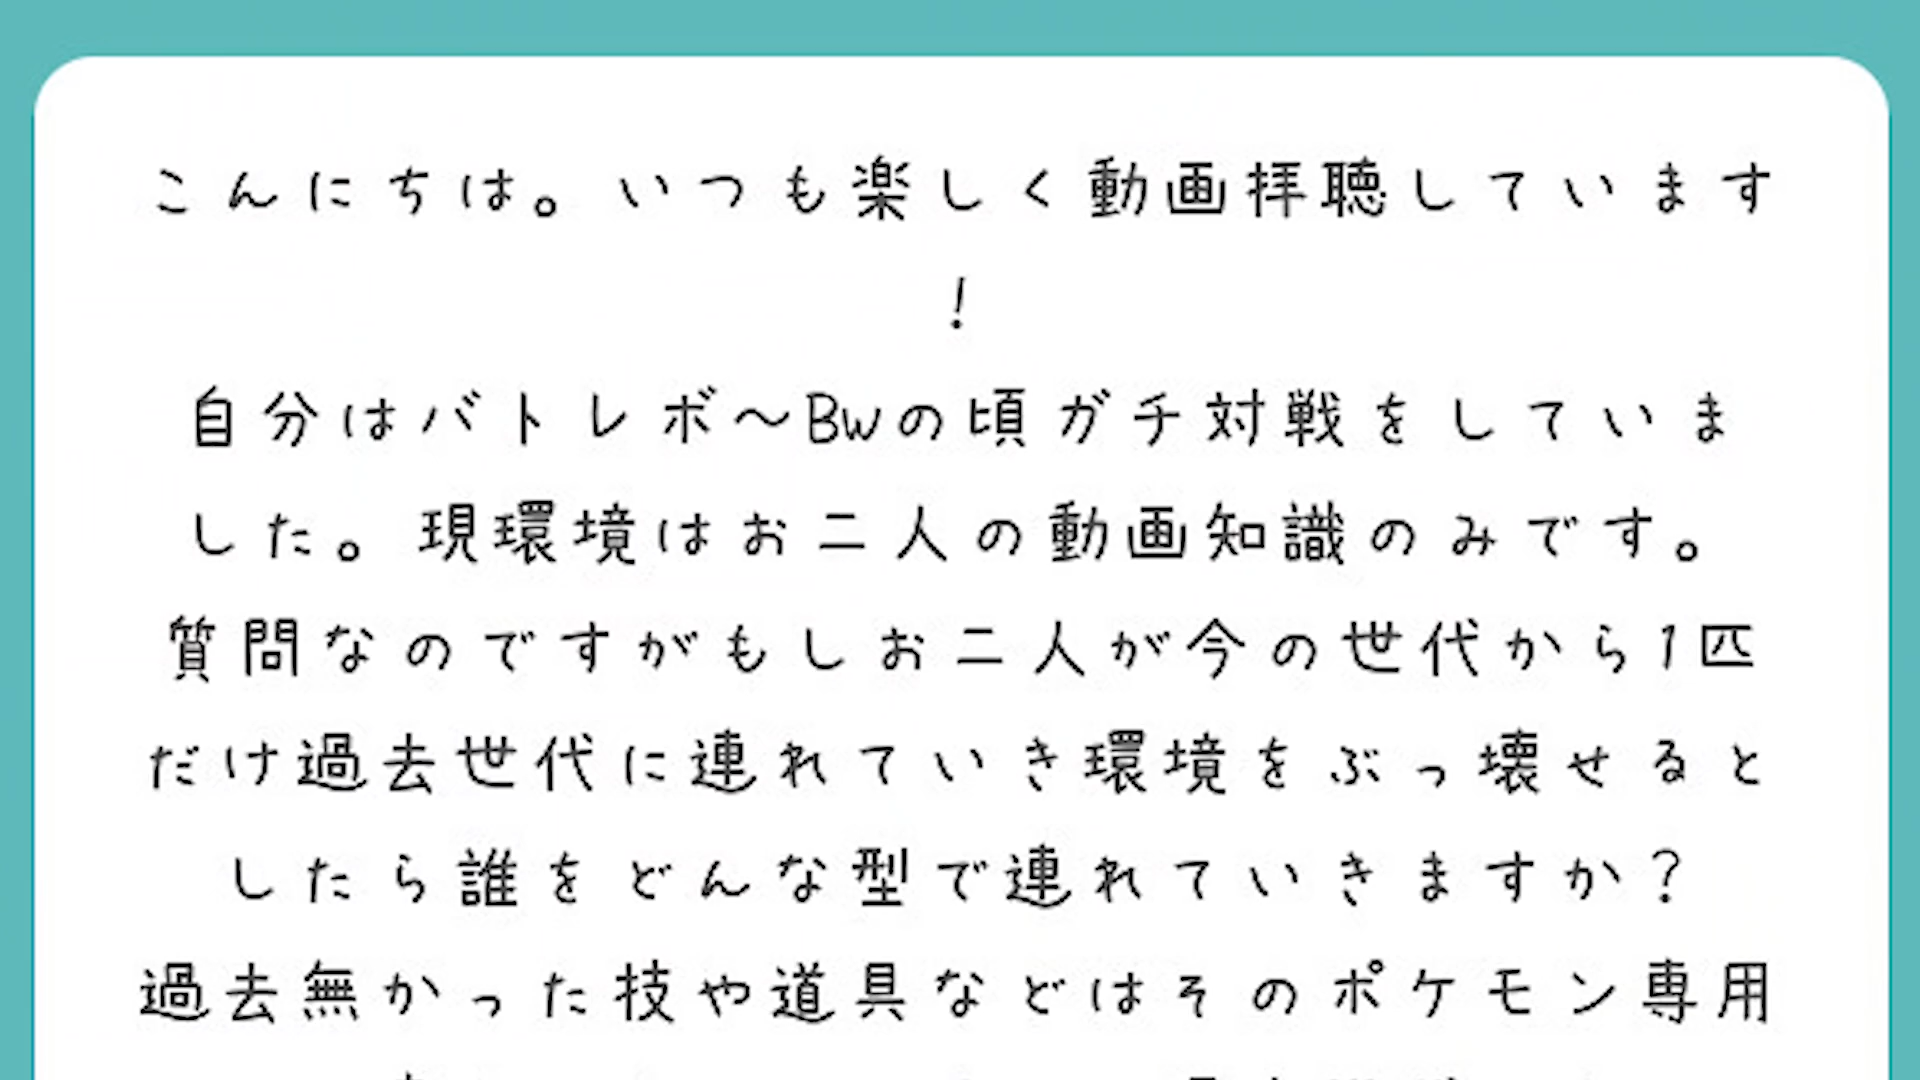 こんにちは。いつも楽しく動画拝聴しています
!
自分はバトレボ～Bwの頃ガチ対戦をしていま
した。現環境はお二人の動画知識のみです。
質問なのですがもしお二人が今の世代から1匹
だけ過去世代に連れていき環境をぶっ壊せると
したら誰をどんな型で連れていきますか?
過去無かった技や道具などはそのポケモン専用